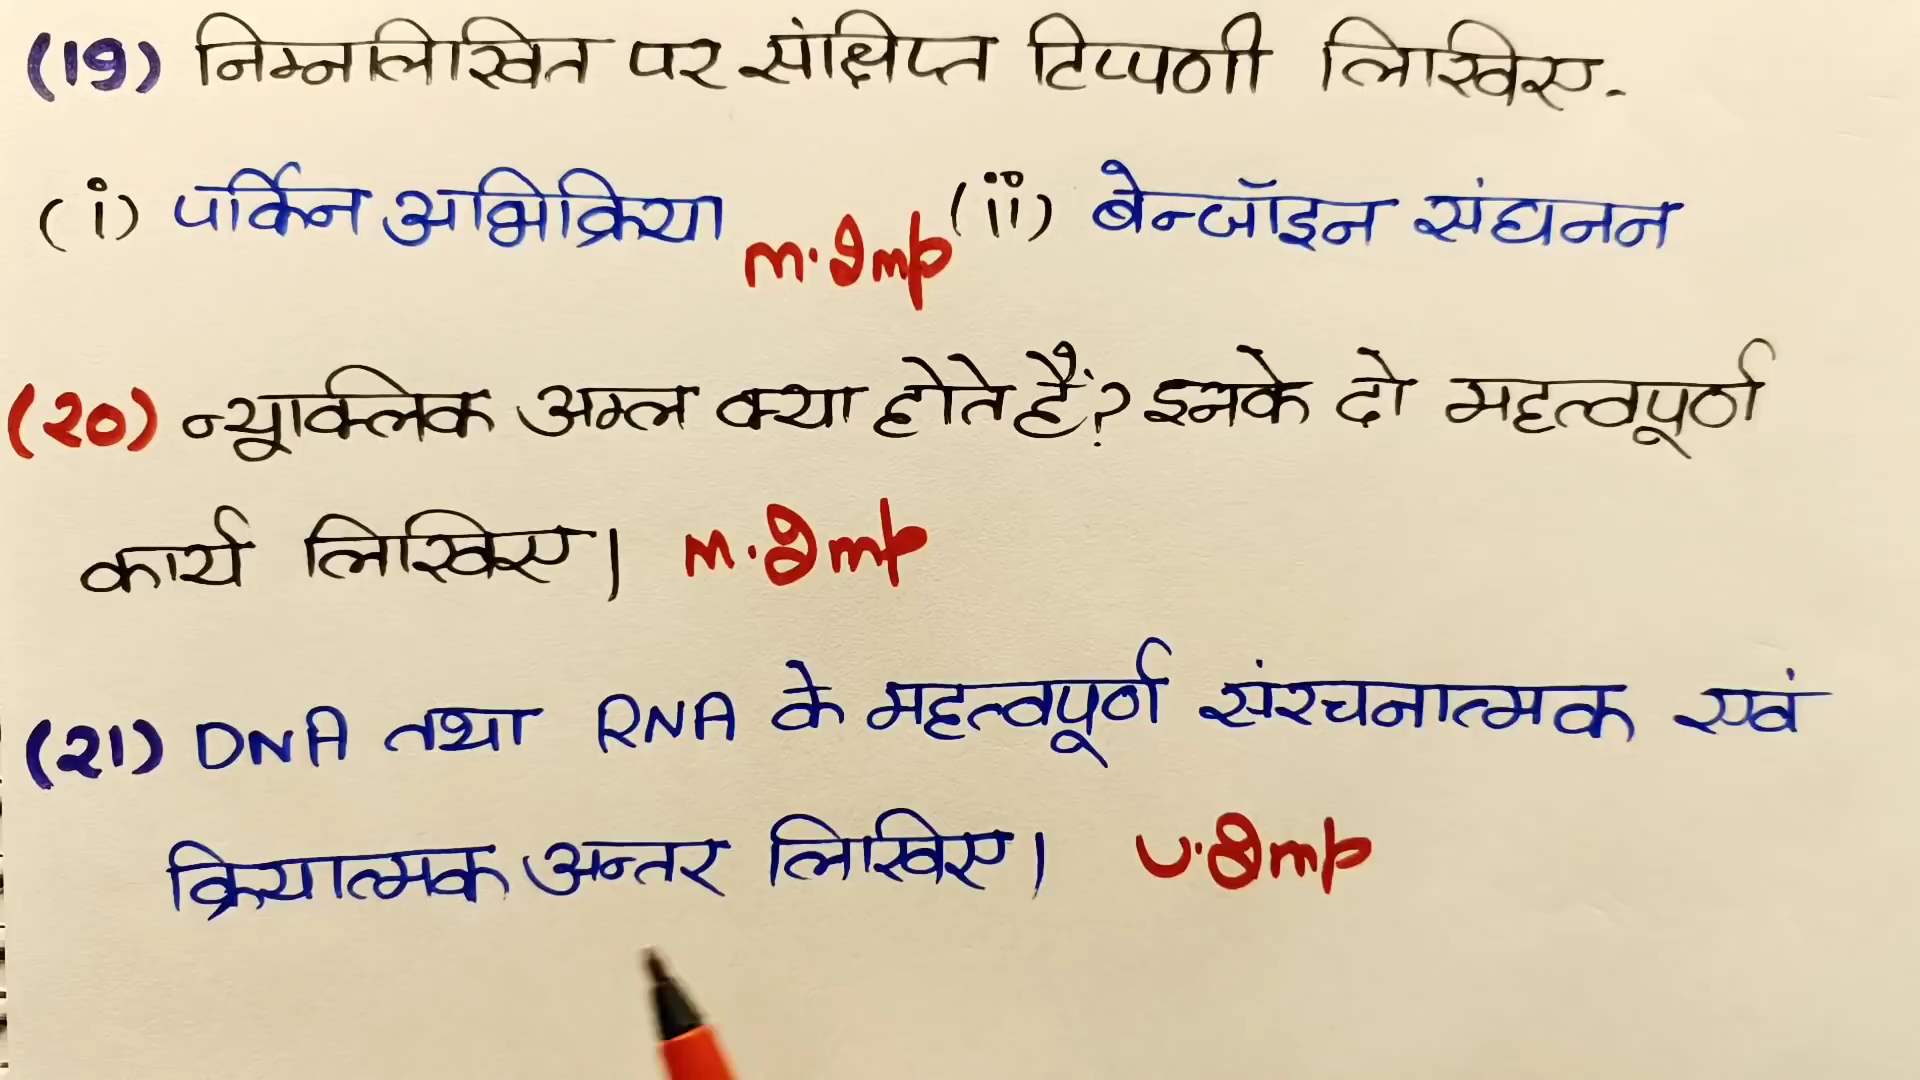 (19) निम्नलिखित पर संक्षिप्त टिप्पणी लिखिए.
(i) पर्किन अभिक्रिया m.Imp (ii) बेन्जॉइन संघनन
(20) न्यूक्लिक अम्ल क्या होते हैं? इनके दो महत्वपूर्ण
कार्य लिखिए। m.Imp
(21) DNA तथा RNA के महत्वपूर्ण संरचनात्मक एवं
क्रियात्मक अन्तर लिखिए। v.Imp